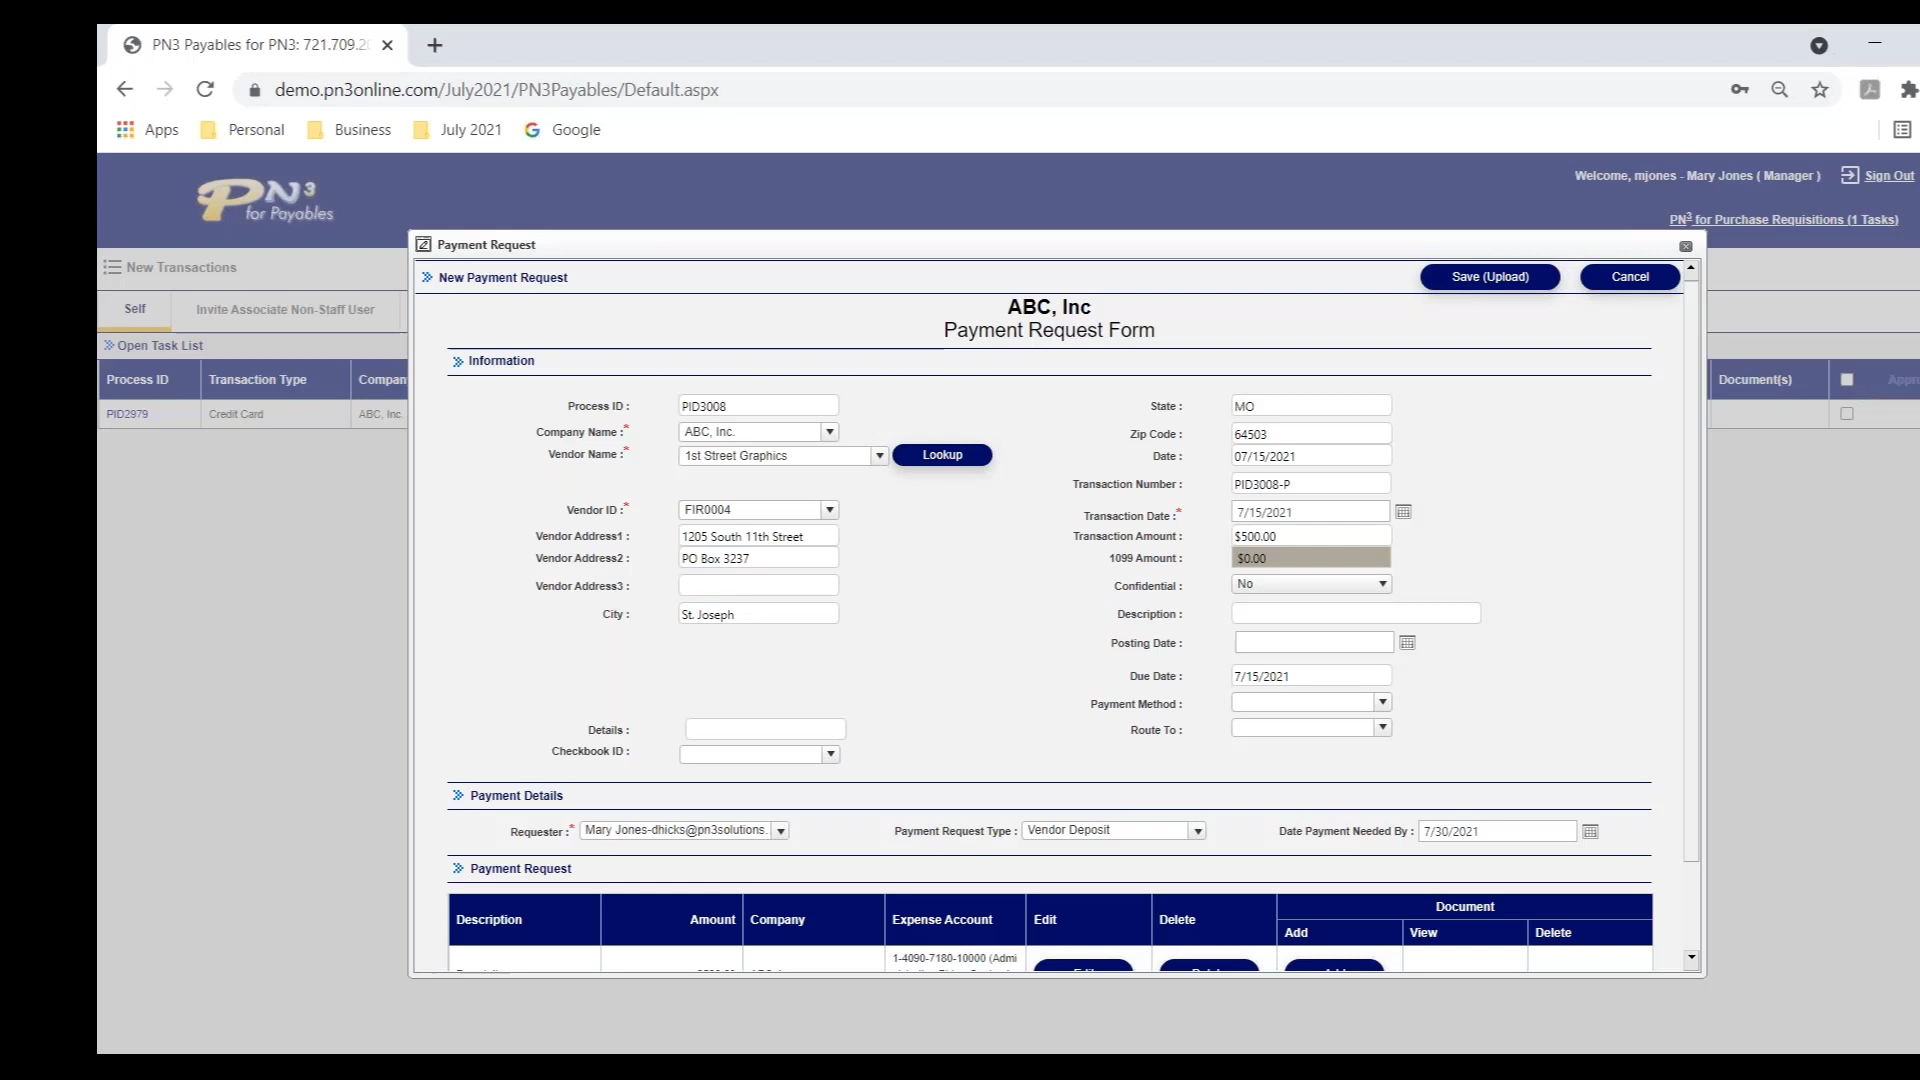 PN3 Payables for PN3: 721.709.20
demo.pn3online.com/July2021/PN3Payables/Default.aspx
Apps Personal Business July 2021 Google
PN3 for Payables
Welcome, mjones - Mary Jones ( Manager ) Sign Out
PN3 for Purchase Requisitions (1 Tasks)
New Transactions
Self Invite Associate Non-Staff User
Open Task List
Process ID Transaction Type Compan Document(s) Appro
PID2979 Credit Card ABC, Inc.
Payment Request
New Payment Request Save (Upload) Cancel
ABC, Inc
Payment Request Form
Information
Process ID : PID3008
Company Name :* ABC, Inc.
Vendor Name :* 1st Street Graphics Lookup
Vendor ID :* FIR0004
Vendor Address1 : 1205 South 11th Street
Vendor Address2 : PO Box 3237
Vendor Address3 :
City : St. Joseph
Details :
Checkbook ID :
State : MO
Zip Code : 64503
Date : 07/15/2021
Transaction Number : PID3008-P
Transaction Date :* 7/15/2021
Transaction Amount : $500.00
1099 Amount : $0.00
Confidential : No
Description :
Posting Date :
Due Date : 7/15/2021
Payment Method :
Route To :
Payment Details
Requester :* Mary Jones-dhicks@pn3solutions. Payment Request Type : Vendor Deposit Date Payment Needed By : 7/30/2021
Payment Request
Document
Description Amount Company Expense Account Edit Delete Add View Delete
1-4090-7180-10000 (Admi